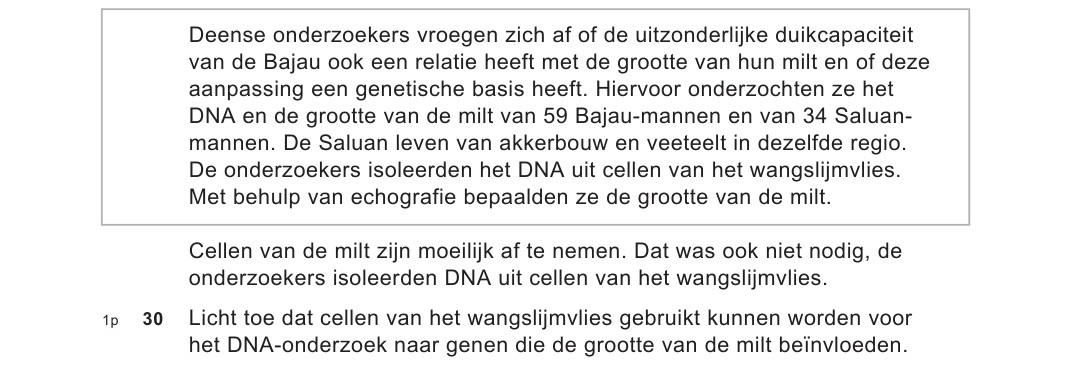 Deense onderzoekers vroegen zich af of de uitzonderlijke duikcapaciteit
van de Bajau ook een relatie heeft met de grootte van hun milt en of deze
aanpassing een genetische basis heeft. Hiervoor onderzochten ze het
DNA en de grootte van de milt van 59 Bajau-mannen en van 34 Saluan-
mannen. De Saluan leven van akkerbouw en veeteelt in dezelfde regio.
De onderzoekers isoleerden het DNA uit cellen van het wangslijmvlies.
Met behulp van echografie bepaalden ze de grootte van de milt.
Cellen van de milt zijn moeilijk af te nemen. Dat was ook niet nodig, de
onderzoekers isoleerden DNA uit cellen van het wangslijmvlies.
1p 30 Licht toe dat cellen van het wangslijmvlies gebruikt kunnen worden voor
het DNA-onderzoek naar genen die de grootte van de milt beïnvloeden.